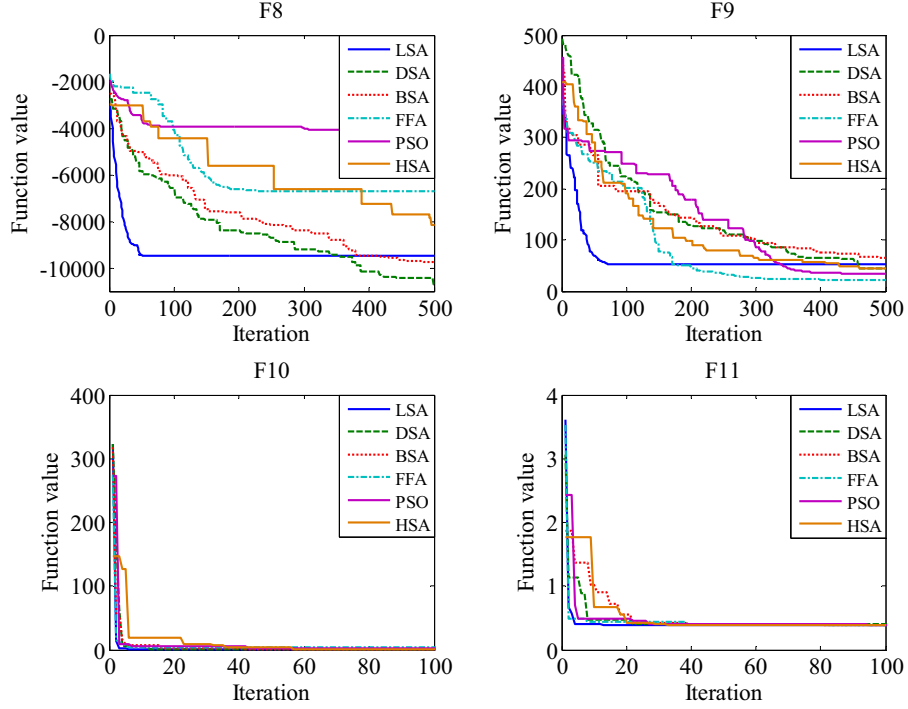 F8
0
-2000
-4000
-6000
-8000
-10000
0
100
200
300
400
500
Function value
Iteration
LSA
DSA
BSA
FFA
PSO
HSA
F9
500
400
300
200
100
0
0
100
200
300
400
500
Function value
Iteration
LSA
DSA
BSA
FFA
PSO
HSA
F10
400
300
200
100
0
0
20
40
60
80
100
Function value
Iteration
LSA
DSA
BSA
FFA
PSO
HSA
F11
4
3
2
1
0
0
20
40
60
80
100
Function value
Iteration
LSA
DSA
BSA
FFA
PSO
HSA